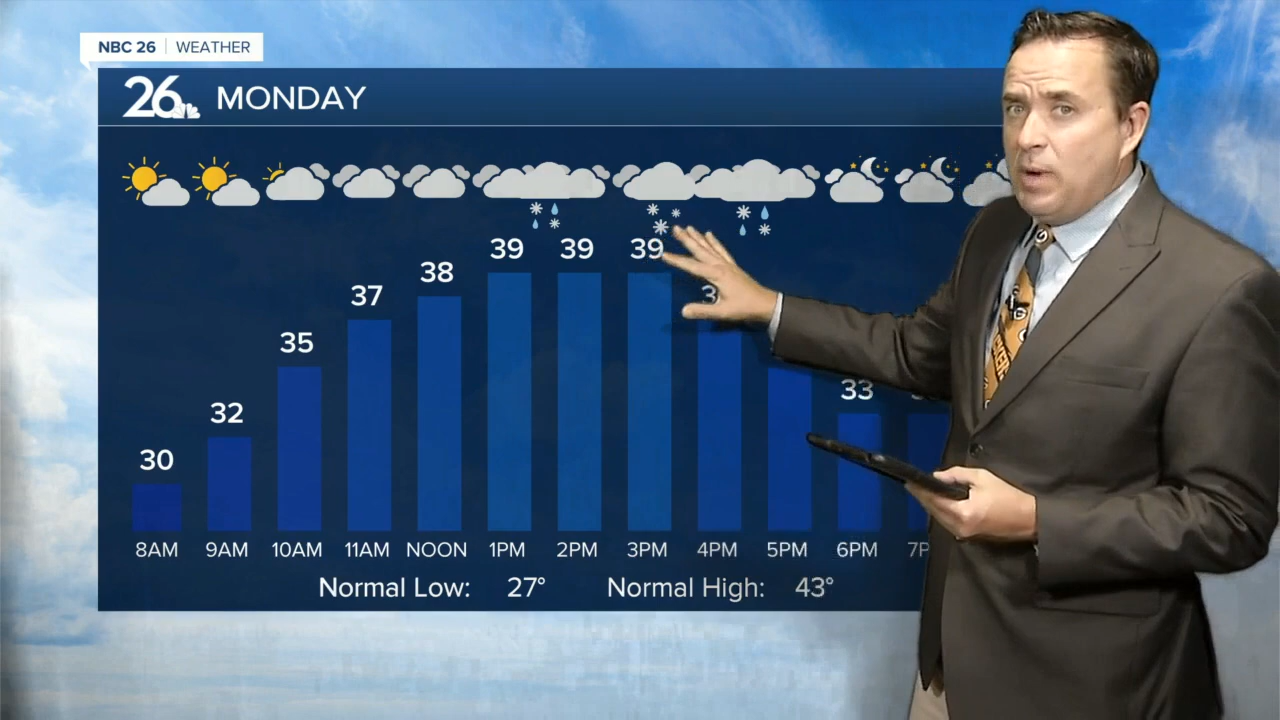 NBC 26 | WEATHER
26 MONDAY
39 39 39
38
37
35
33
32
30
8AM 9AM 10AM 11AM NOON 1PM 2PM 3PM 4PM 5PM 6PM
Normal Low: 27° Normal High: 43°
G